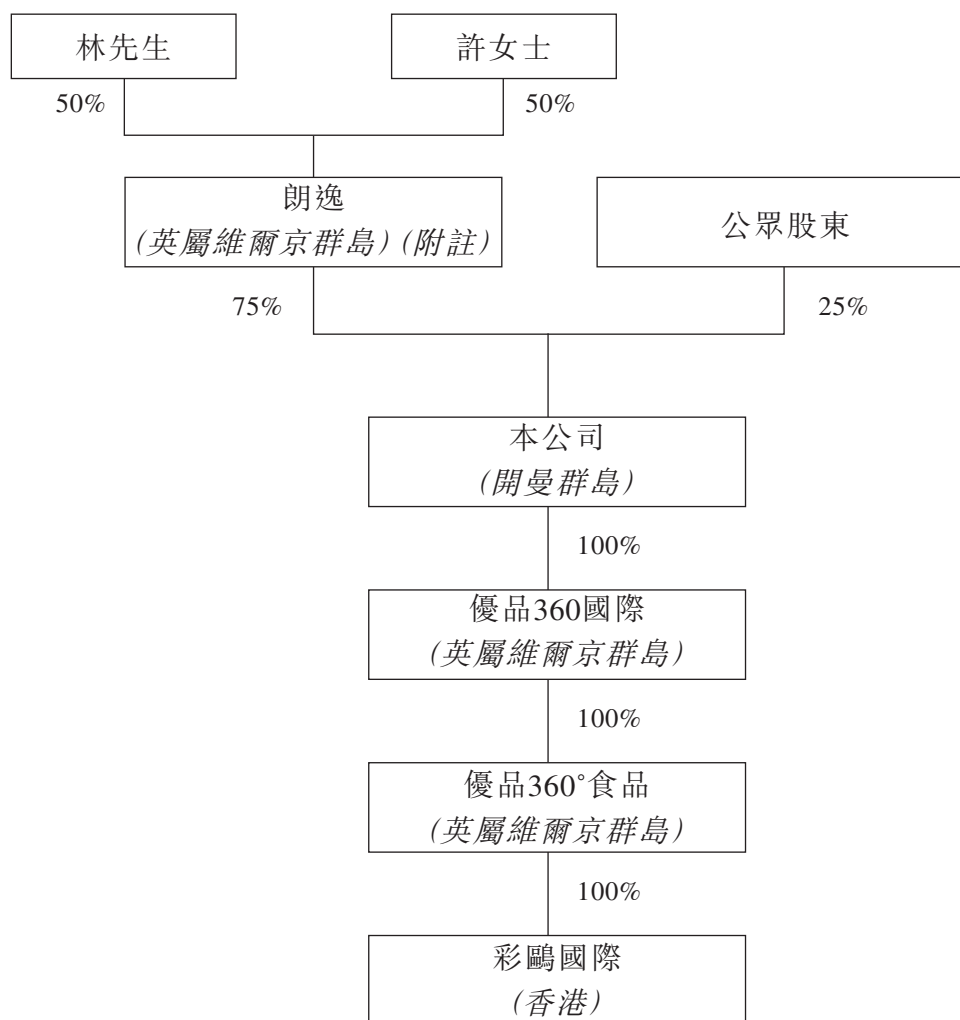 林先生
許女士
50%
50%
朗逸
(英屬維爾京群島) (附註)
公眾股東
75%
25%
本公司
(開曼群島)
100%
優品360國際
(英屬維爾京群島)
100%
優品360°食品
(英屬維爾京群島)
100%
彩鷗國際
(香港)